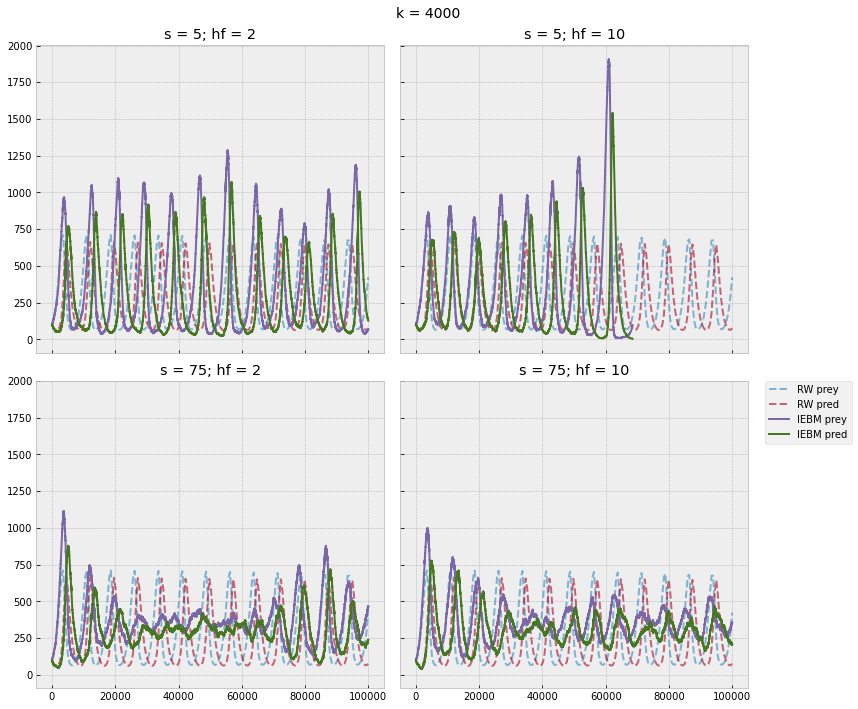 k = 4000
s = 5; hf = 2
s = 5; hf = 10
2000
1750
1500
1250
1000
750
500
250
0
s = 75; hf = 2
s = 75; hf = 10
2000
1750
1500
1250
1000
750
500
250
0
RW prey
RW pred
IEBM prey
IEBM pred
0 20000 40000 60000 80000 100000
0 20000 40000 60000 80000 100000